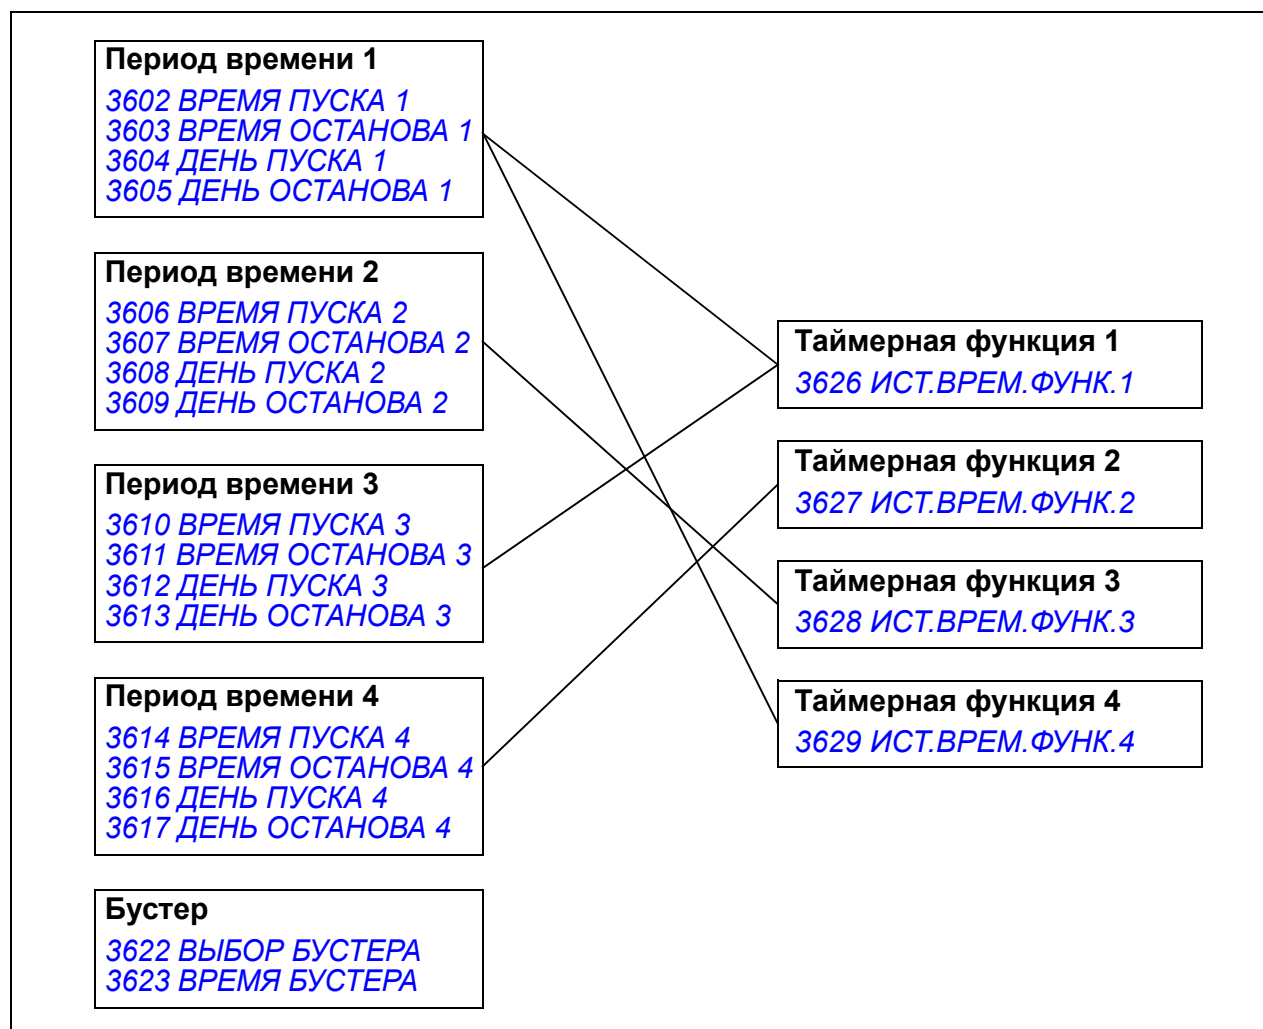 Период времени 1
3602 ВРЕМЯ ПУСКА 1
3603 ВРЕМЯ ОСТАНОВА 1
3604 ДЕНЬ ПУСКА 1
3605 ДЕНЬ ОСТАНОВА 1
Период времени 2
3606 ВРЕМЯ ПУСКА 2
3607 ВРЕМЯ ОСТАНОВА 2
3608 ДЕНЬ ПУСКА 2
3609 ДЕНЬ ОСТАНОВА 2
Период времени 3
3610 ВРЕМЯ ПУСКА 3
3611 ВРЕМЯ ОСТАНОВА 3
3612 ДЕНЬ ПУСКА 3
3613 ДЕНЬ ОСТАНОВА 3
Период времени 4
3614 ВРЕМЯ ПУСКА 4
3615 ВРЕМЯ ОСТАНОВА 4
3616 ДЕНЬ ПУСКА 4
3617 ДЕНЬ ОСТАНОВА 4
Бустер
3622 ВЫБОР БУСТЕРА
3623 ВРЕМЯ БУСТЕРА
Таймерная функция 1
3626 ИСТ.ВРЕМ.ФУНК.1
Таймерная функция 2
3627 ИСТ.ВРЕМ.ФУНК.2
Таймерная функция 3
3628 ИСТ.ВРЕМ.ФУНК.3
Таймерная функция 4
3629 ИСТ.ВРЕМ.ФУНК.4